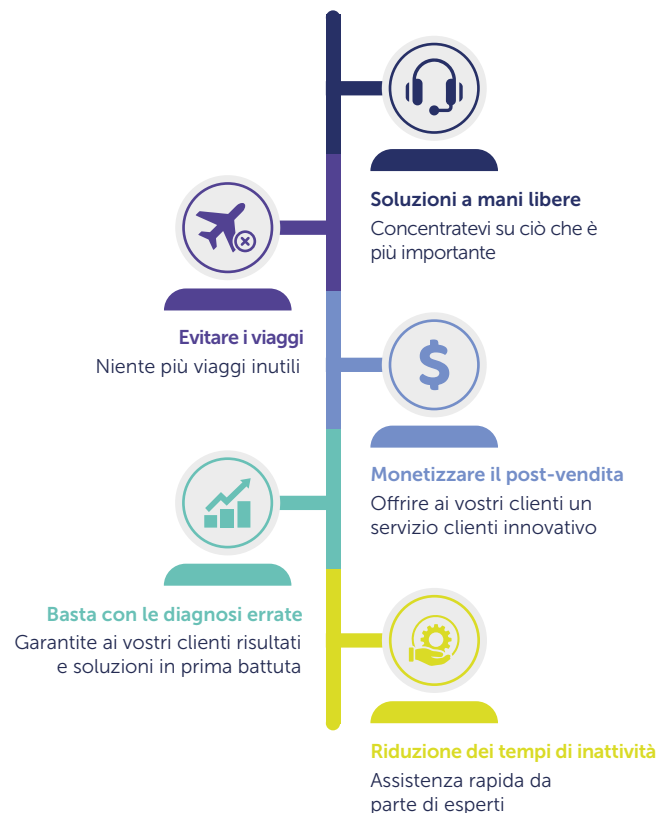 Soluzioni a mani libere
Concentratevi su ciò che è
più importante
Evitare i viaggi
Niente più viaggi inutili
$
Monetizzare il post-vendita
Offrire ai vostri clienti un
servizio clienti innovativo
Basta con le diagnosi errate
Garantite ai vostri clienti risultati
e soluzioni in prima battuta
Riduzione dei tempi di inattività
Assistenza rapida da
parte di esperti